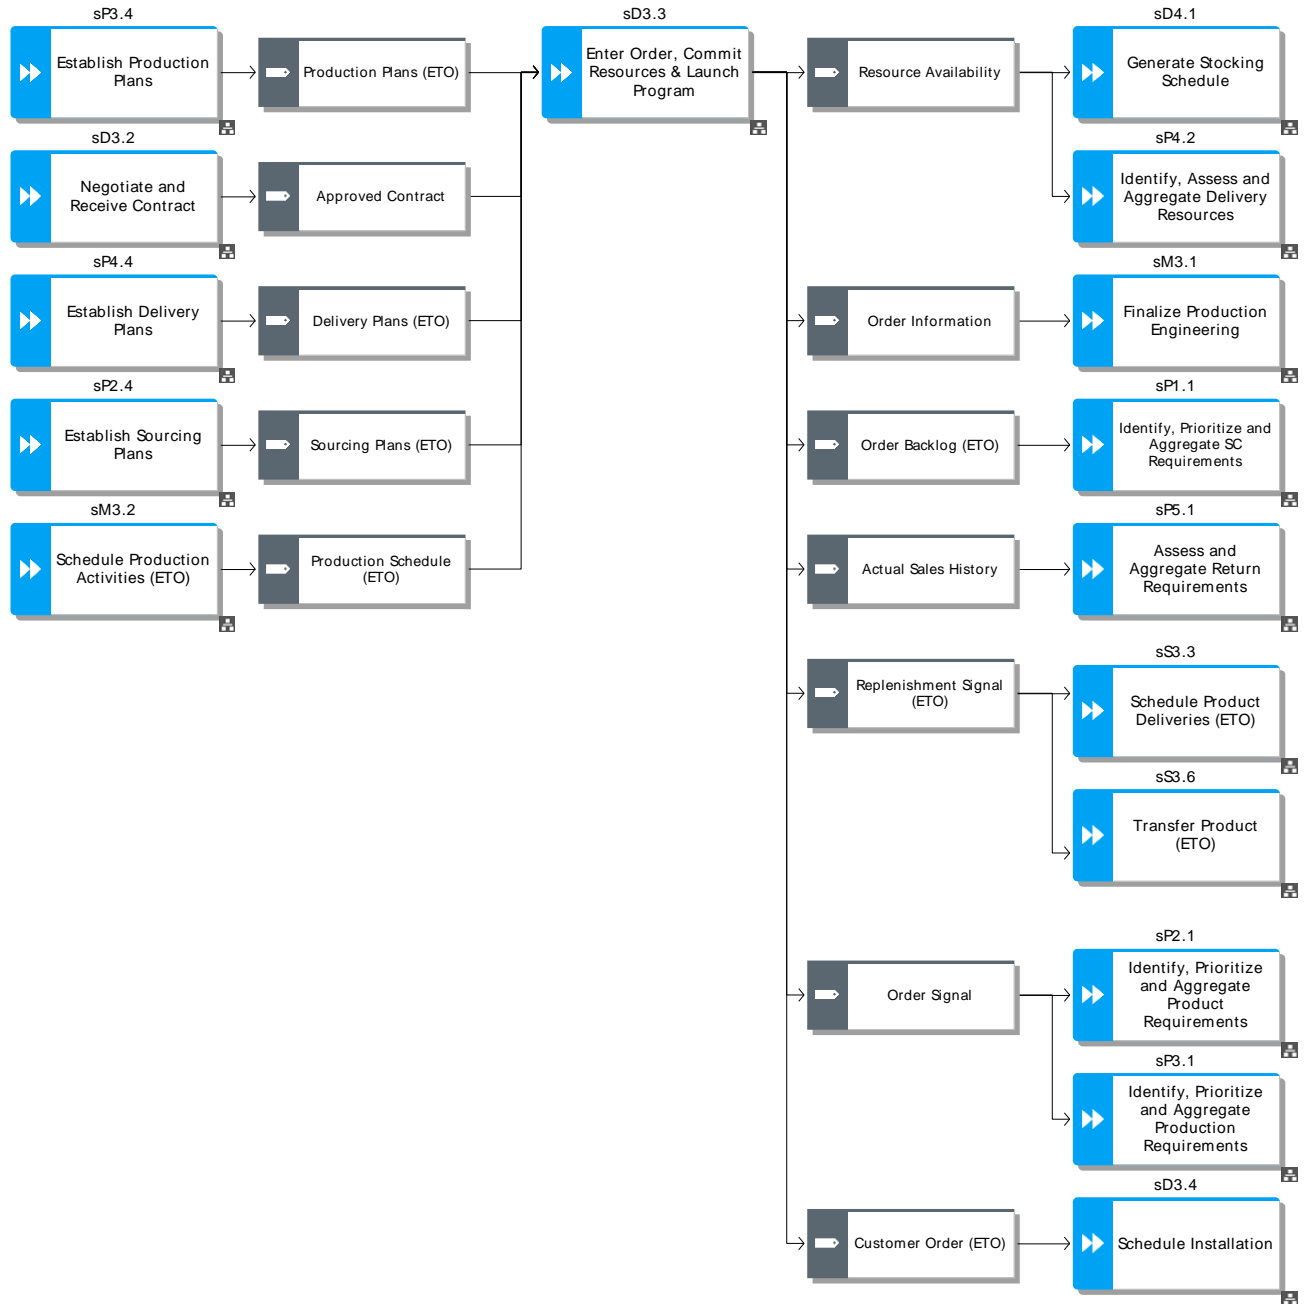 sP3.4
Establish Production
Plans
Production Plans (ETO)
sD3.2
Negotiate and
Receive Contract
Approved Contract
sP4.4
Establish Delivery
Plans
Delivery Plans (ETO)
sP2.4
Establish Sourcing
Plans
Sourcing Plans (ETO)
sM3.2
Schedule Production
Activities (ETO)
Production Schedule
(ETO)
sD3.3
Enter Order, Commit
Resources & Launch
Program
Resource Availability
sD4.1
Generate Stocking
Schedule
sP4.2
Identify, Assess and
Aggregate Delivery
Resources
Order Information
sM3.1
Finalize Production
Engineering
Order Backlog (ETO)
sP1.1
Identify, Prioritize and
Aggregate SC
Requirements
Actual Sales History
sP5.1
Assess and
Aggregate Return
Requirements
Replenishment Signal
(ETO)
sS3.3
Schedule Product
Deliveries (ETO)
sS3.6
Transfer Product
(ETO)
Order Signal
sP2.1
Identify, Prioritize
and Aggregate
Product
Requirements
sP3.1
Identify, Prioritize
and Aggregate
Production
Requirements
Customer Order (ETO)
sD3.4
Schedule Installation